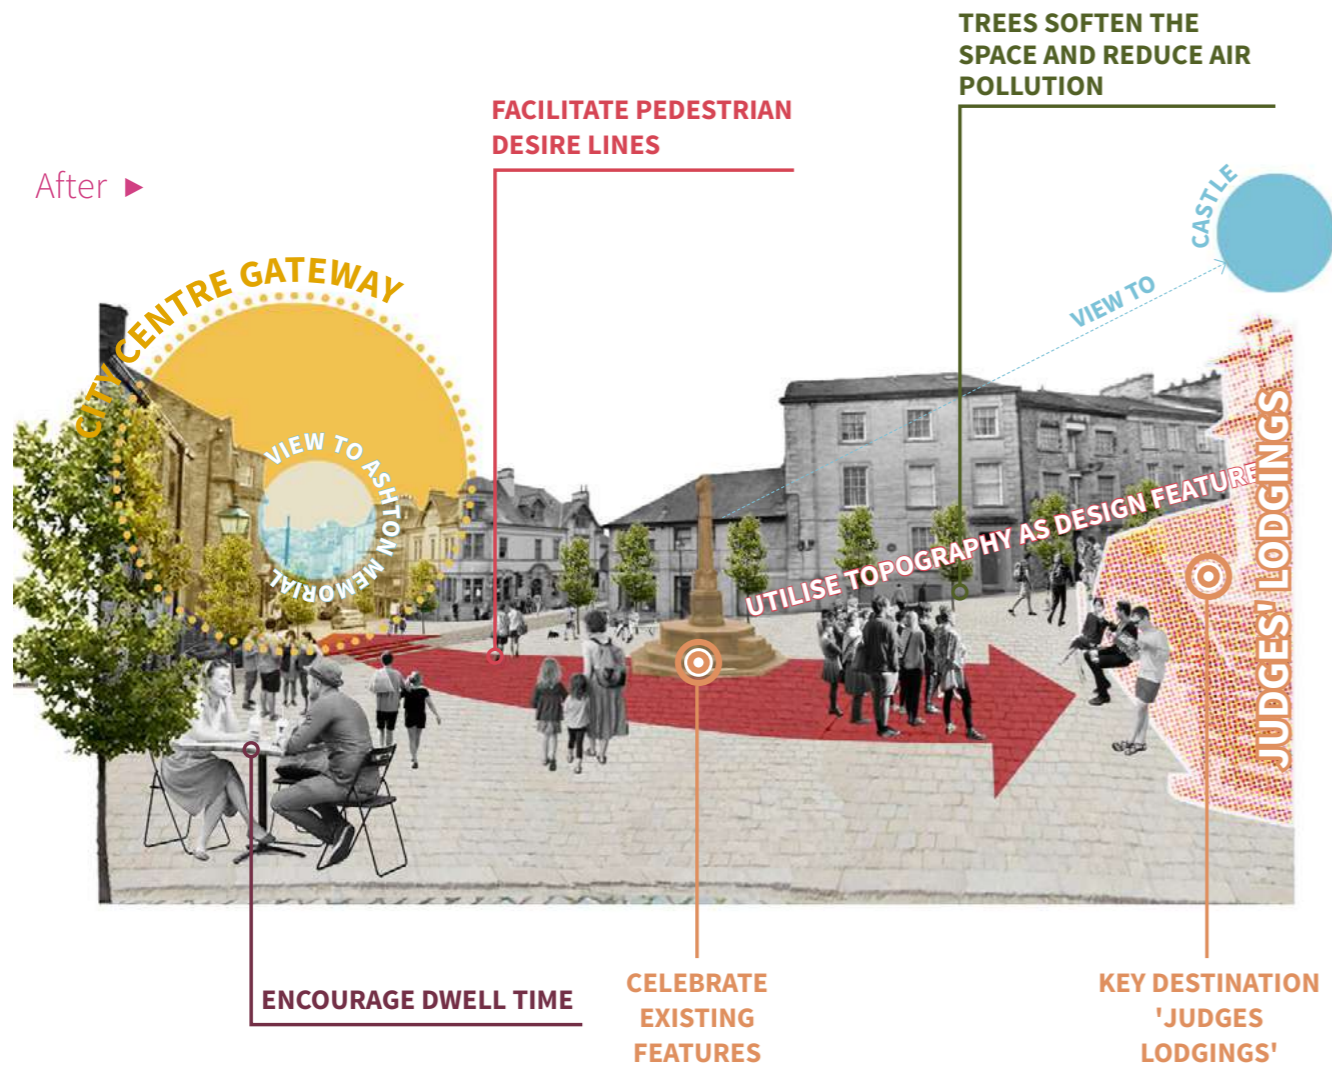 TREES SOFTEN THE
SPACE AND REDUCE AIR
POLLUTION
FACILITATE PEDESTRIAN
DESIRE LINES
After
CASTLE
VIEW TO
CITY CENTRE GATEWAY
VIEW TO ASHTON MEMORIAL
UTILISE TOPOGRAPHY AS DESIGN FEATURE
JUDGES' LODGINGS
ENCOURAGE DWELL TIME
CELEBRATE
EXISTING
FEATURES
KEY DESTINATION
'JUDGES
LODGINGS'